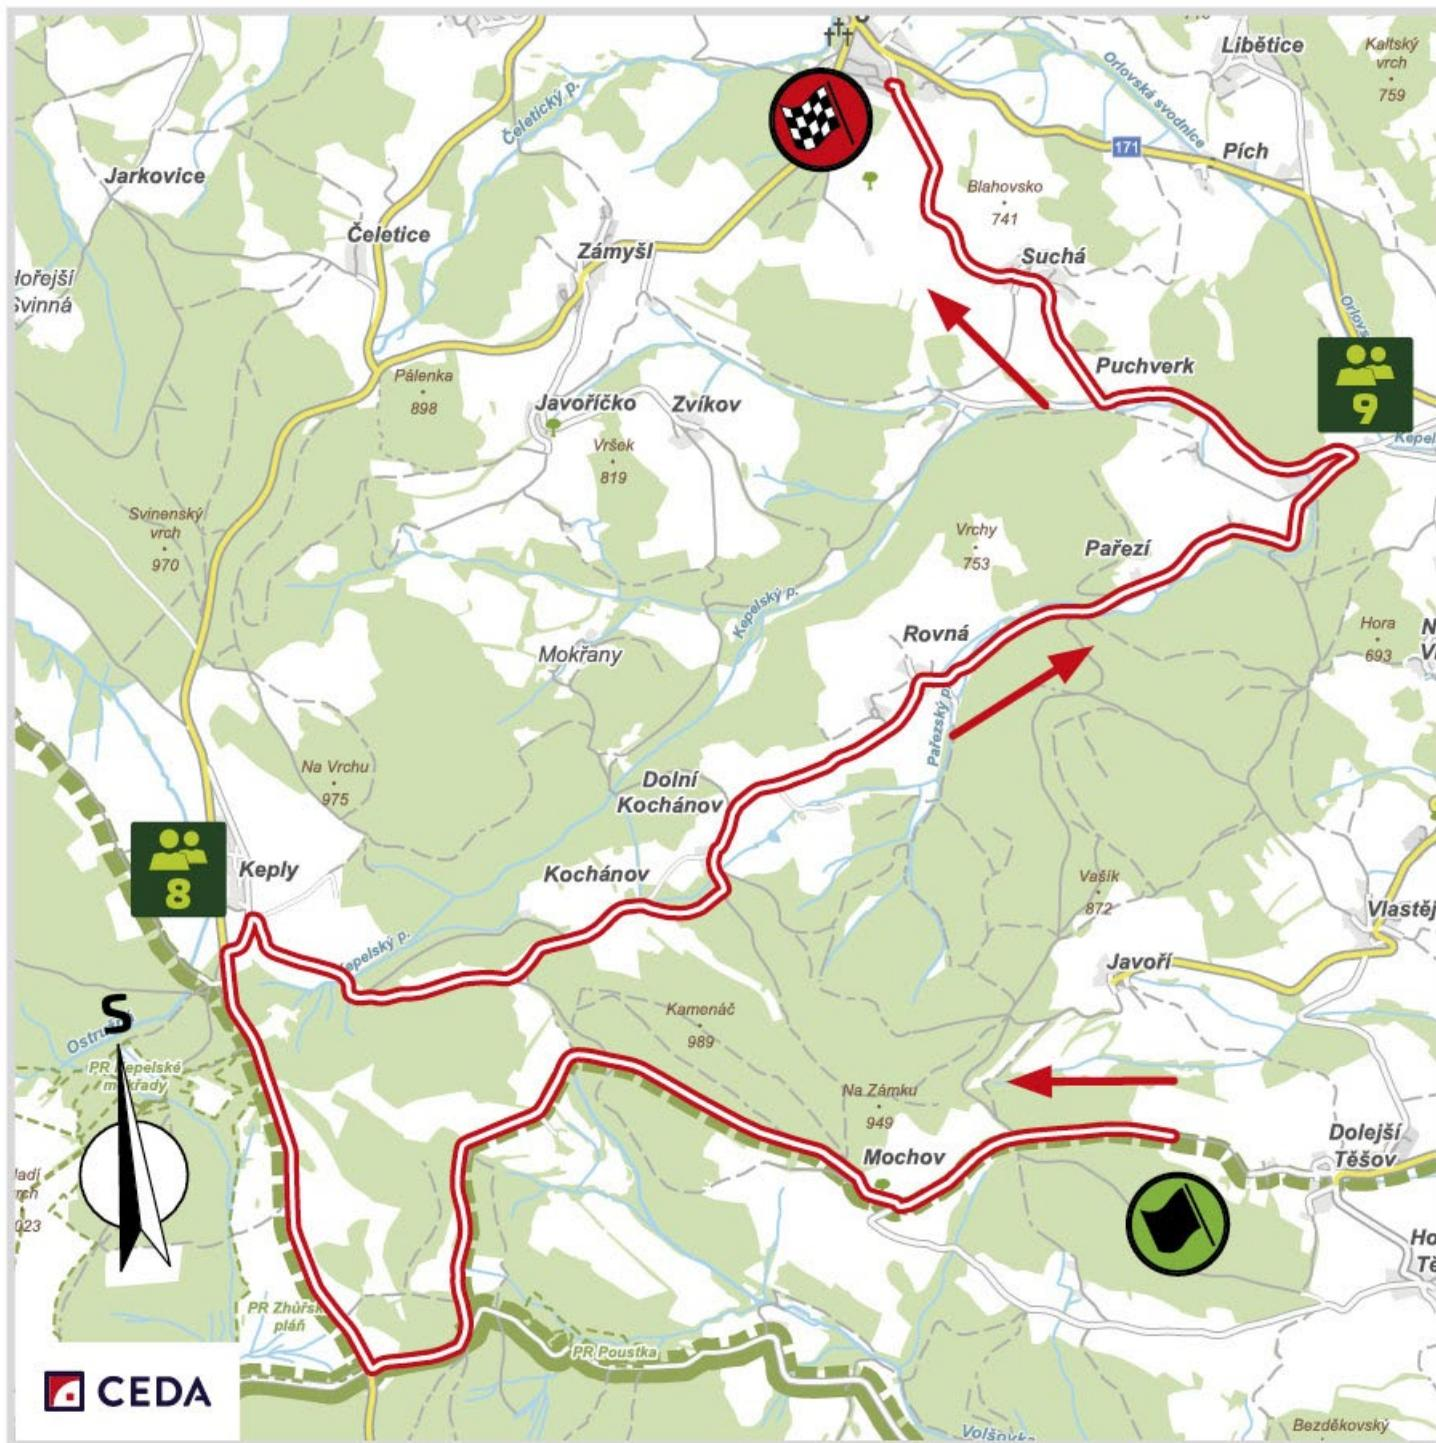 Libětice
Kaltský
vrch
759
Orlovská svodnice
Čeletický p.
171
Pích
Jarkovice
Blahovsko
741
Čeletice
Zámyšl
Suchá
Svinná
Puchverk
Pálenka
898
9
Javoříčko
Zvíkov
Vršek
819
Svinenský
vrch
970
Vrchy
753
Pařezí
Kepelský p.
Rovná
Hora
693
Mokřany
Pařezský p.
Na Vrchu
975
Dolní
Kochánov
8
Keply
Kochánov
Vašík
872
Kepelský p.
Javoří
S
Kamenáč
989
PR Kepelské
mokřady
Na Zámku
949
Mochov
Dolejší
Těšov
PR Zhůřská
pláň
PR Poustka
CEDA
Volšovka
Bezděkovský